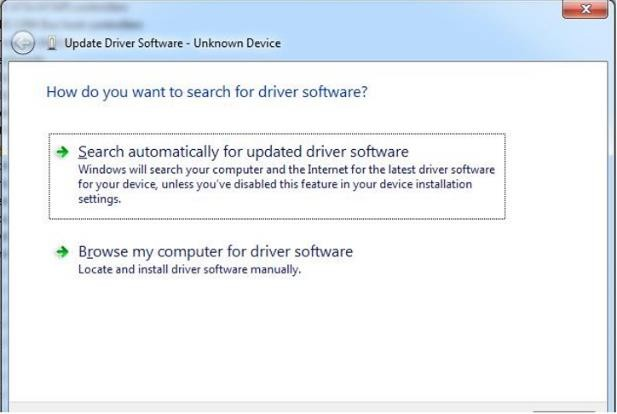 Update Driver Software - Unknown Device
How do you want to search for driver software?
Search automatically for updated driver software
Windows will search your computer and the Internet for the latest driver software
for your device, unless you've disabled this feature in your device installation
settings.
Browse my computer for driver software
Locate and install driver software manually.